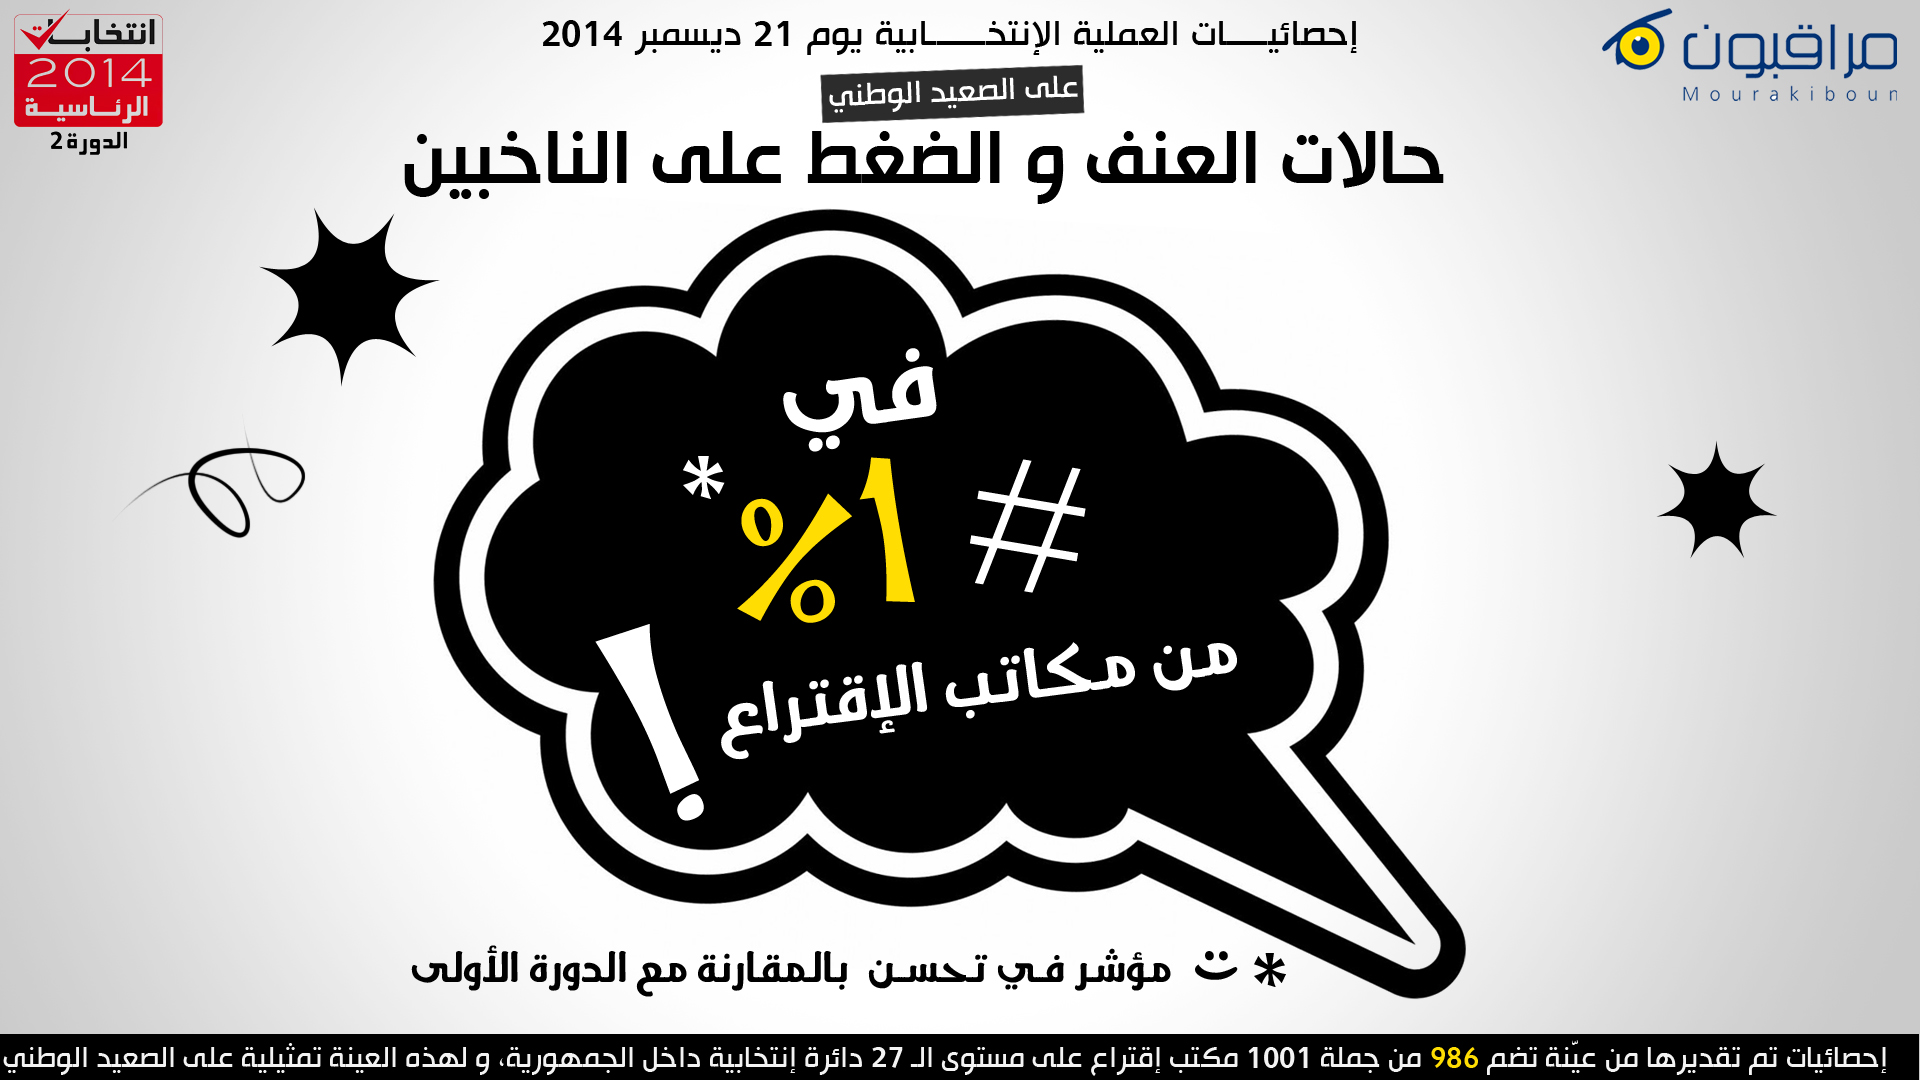 انتخابات
2014
الرئاسية
الدورة 2
إحصائيات العملية الإنتخابية يوم 21 ديسمبر 2014
على الصعيد الوطني
مراقبون
Mourakiboun
حالات العنف و الضغط على الناخبين
في
# 1% *
من مكاتب الإقتراع !
* مؤشر في تحسن بالمقارنة مع الدورة الأولى
إحصائيات تم تقديرها من عيّنة تضم 986 من جملة 1001 مكتب إقتراع على مستوى الـ 27 دائرة إنتخابية داخل الجمهورية، و لهذه العينة تمثيلية على الصعيد الوطني